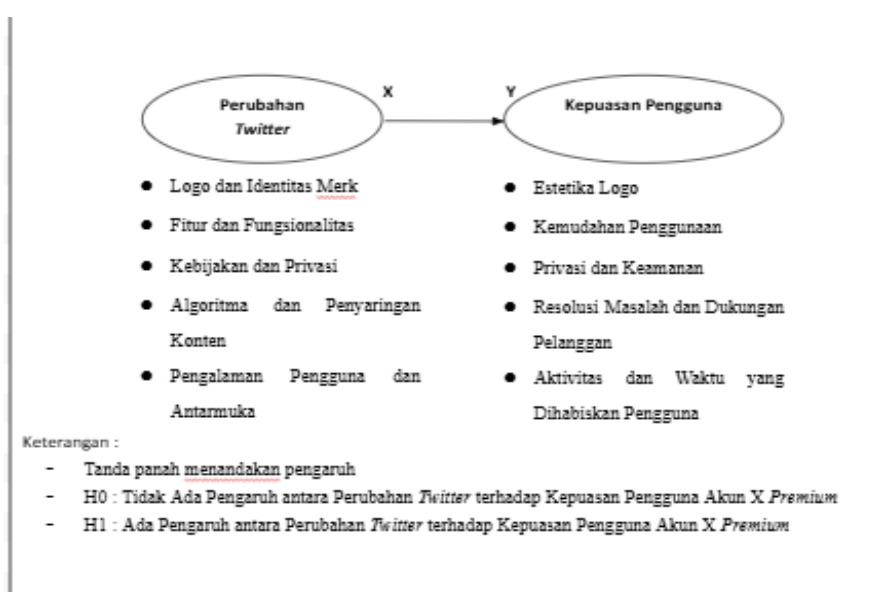 X
Y
Perubahan
Twitter
Kepuasan Pengguna
● Logo dan Identitas Merk
● Fitur dan Fungsionalitas
● Kebijakan dan Privasi
● Algoritma dan Penyaringan
Konten
● Pengalaman Pengguna dan
Antarmuka
● Estetika Logo
● Kemudahan Penggunaan
● Privasi dan Keamanan
● Resolusi Masalah dan Dukungan
Pelanggan
● Aktivitas dan Waktu yang
Dihabiskan Pengguna
Keterangan :
- Tanda panah menandakan pengaruh
- H0 : Tidak Ada Pengaruh antara Perubahan Twitter terhadap Kepuasan Pengguna Akun X Premium
- H1 : Ada Pengaruh antara Perubahan Twitter terhadap Kepuasan Pengguna Akun X Premium